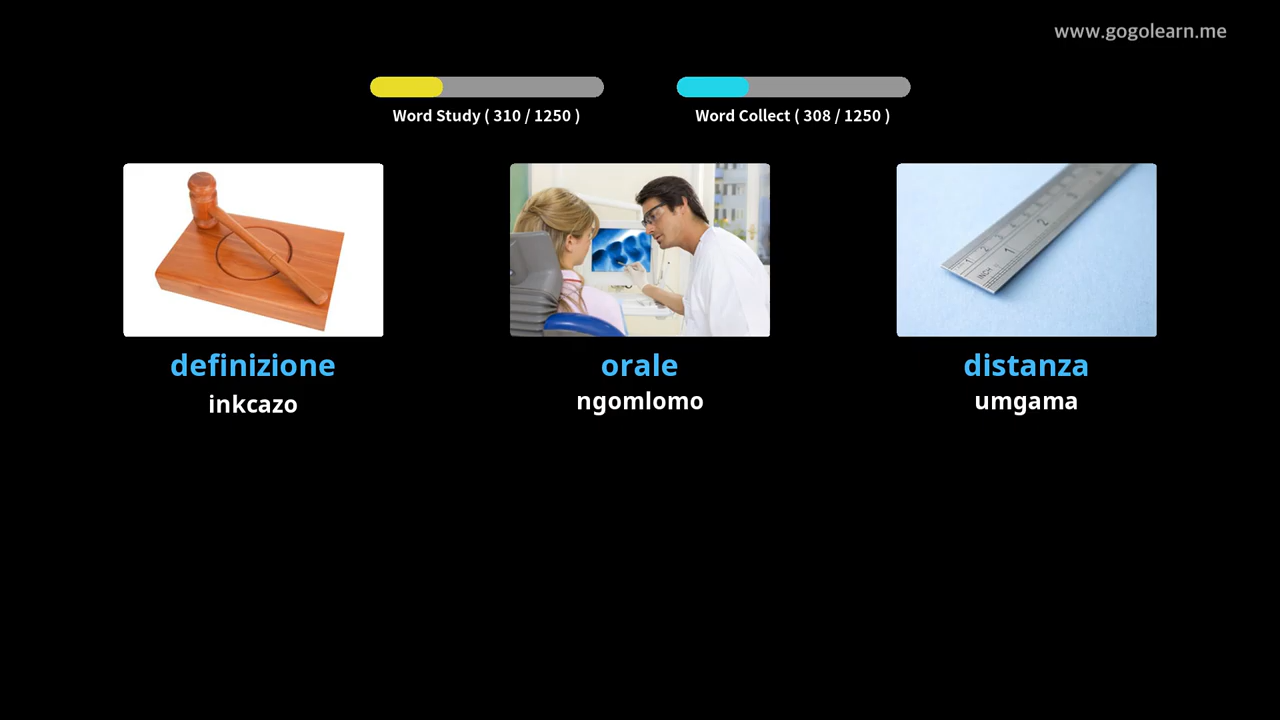 www.gogolearn.me
Word Study ( 310 / 1250 )
Word Collect ( 308 / 1250 )
definizione
inkcazo
orale
ngomlomo
distanza
umgama